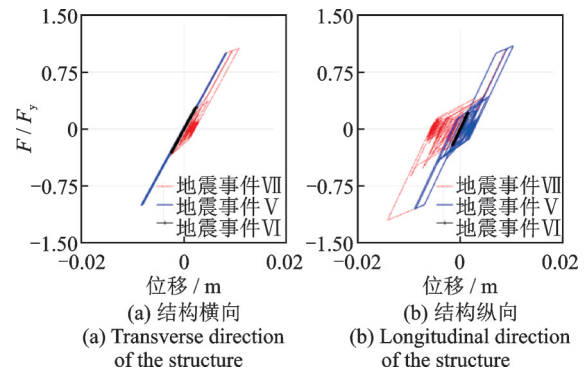 1.50
0.75
0
−0.75
−1.50
F / Fy
地震事件Ⅶ
地震事件Ⅴ
地震事件Ⅵ
−0.02 0 0.02
位移 / m
(a) 结构横向
(a) Transverse direction
of the structure
1.50
0.75
0
−0.75
−1.50
地震事件Ⅶ
地震事件Ⅴ
地震事件Ⅵ
−0.02 0 0.02
位移 / m
(b) 结构纵向
(b) Longitudinal direction
of the structure